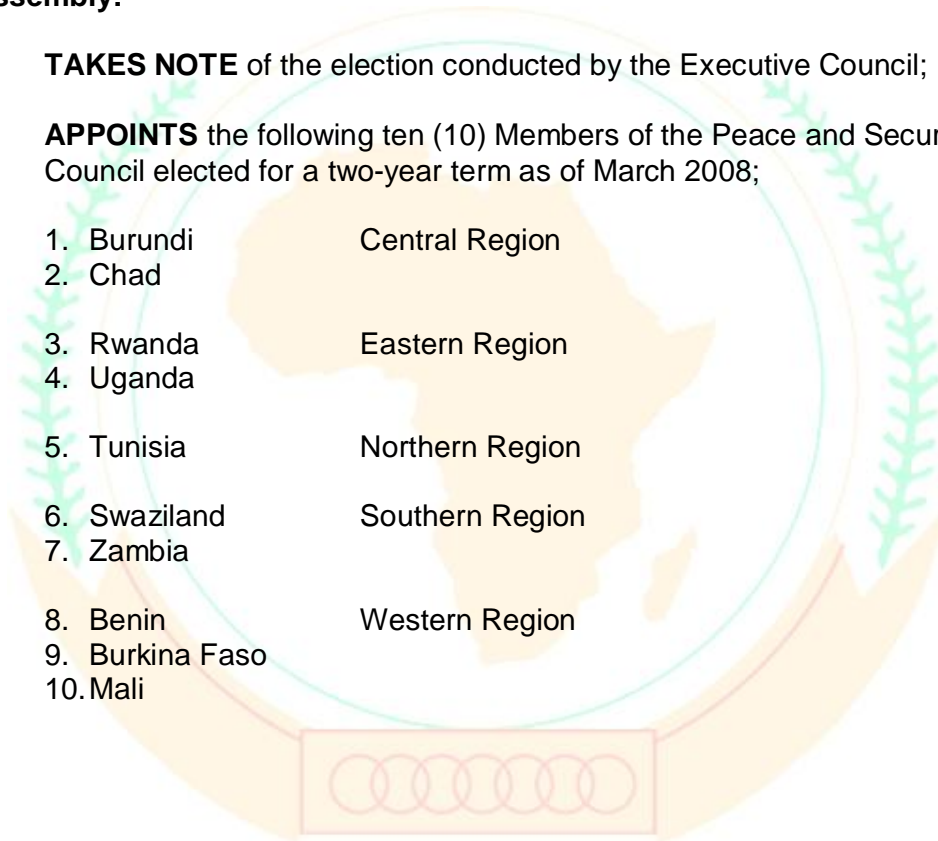 ssembly:
TAKES NOTE of the election conducted by the Executive Council;
APPOINTS the following ten (10) Members of the Peace and Secur
Council elected for a two-year term as of March 2008;
1. Burundi Central Region
2. Chad
3. Rwanda Eastern Region
4. Uganda
5. Tunisia Northern Region
6. Swaziland Southern Region
7. Zambia
8. Benin Western Region
9. Burkina Faso
10. Mali